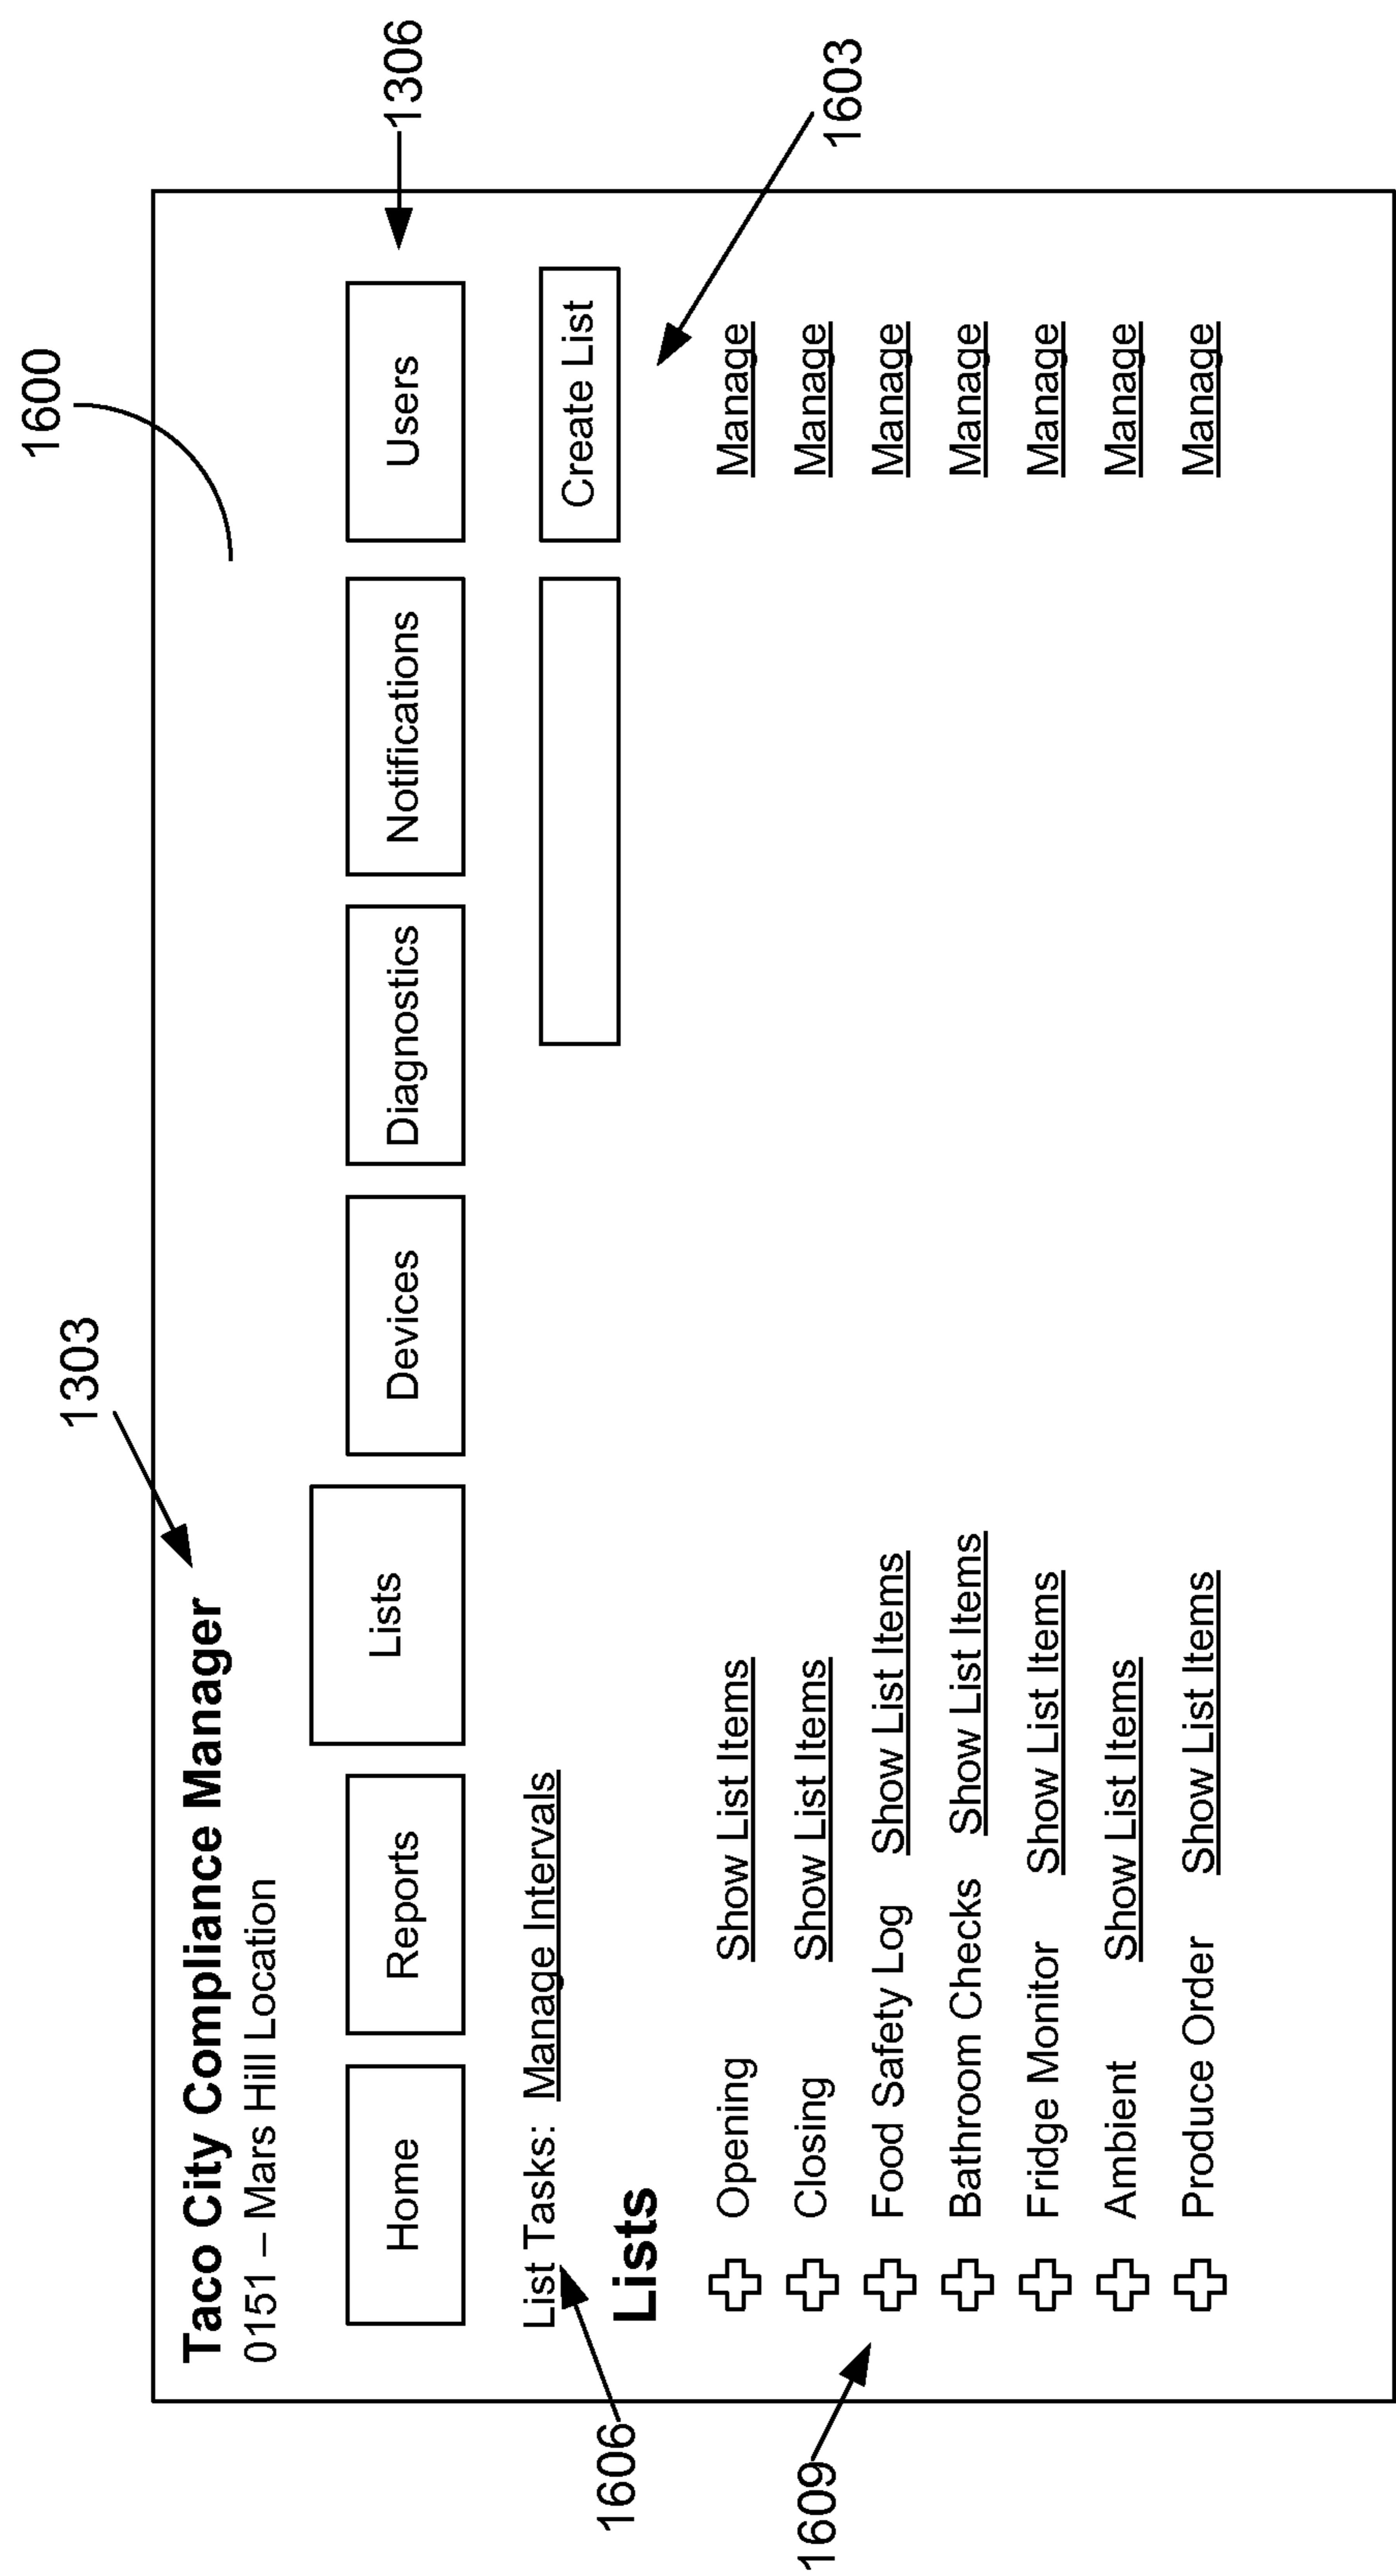 1600
1303
Taco City Compliance Manager
0151 – Mars Hill Location
Home Reports Lists Devices Diagnostics Notifications Users 1306
List Tasks: Manage Intervals Create List
1606
Lists
1603
Opening Show List Items Manage
Closing Show List Items Manage
1609
Food Safety Log Show List Items Manage
Bathroom Checks Show List Items Manage
Fridge Monitor Show List Items Manage
Ambient Show List Items Manage
Produce Order Show List Items Manage